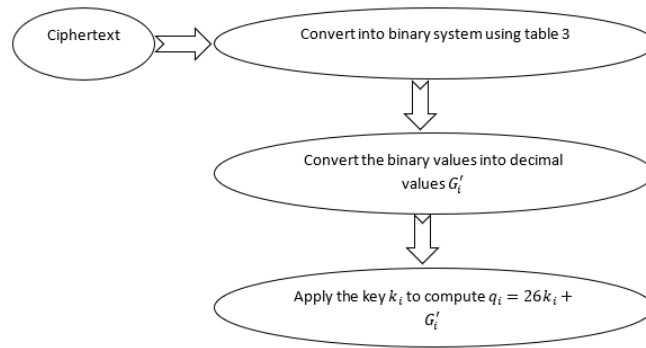 Ciphertext
Convert into binary system using table 3
Convert the binary values into decimal
values G′ᵢ
Apply the key kᵢ to compute qᵢ = 26kᵢ +
G′ᵢ